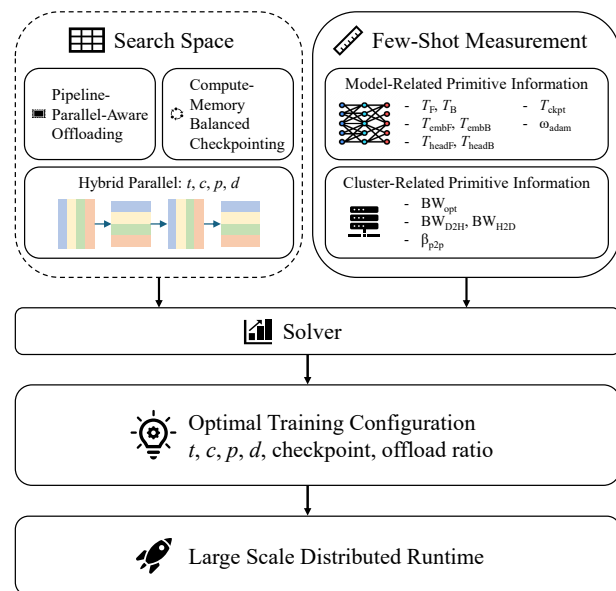 Search Space
Pipeline-
Parallel-Aware
Offloading
Compute-
Memory
Balanced
Checkpointing
Hybrid Parallel: t, c, p, d
Few-Shot Measurement
Model-Related Primitive Information
- T_F, T_B
- T_embF, T_embB
- T_headF, T_headB
- T_ckpt
- ω_adam
Cluster-Related Primitive Information
- BW_opt
- BW_D2H, BW_H2D
- β_p2p
Solver
Optimal Training Configuration
t, c, p, d, checkpoint, offload ratio
Large Scale Distributed Runtime